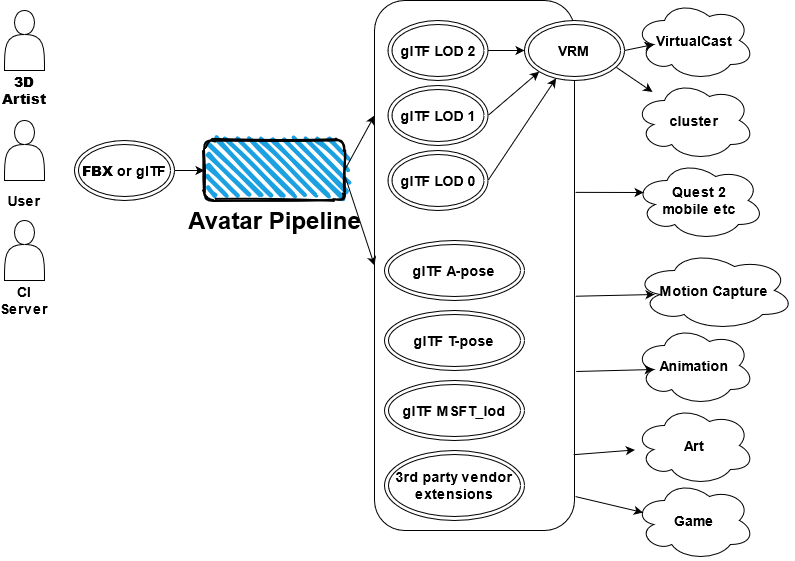 3D
Artist
User
CI
Server
FBX or glTF
Avatar Pipeline
glTF LOD 2
glTF LOD 1
glTF LOD 0
glTF A-pose
glTF T-pose
glTF MSFT_lod
3rd party vendor
extensions
VRM
VirtualCast
cluster
Quest 2
mobile etc
Motion Capture
Animation
Art
Game